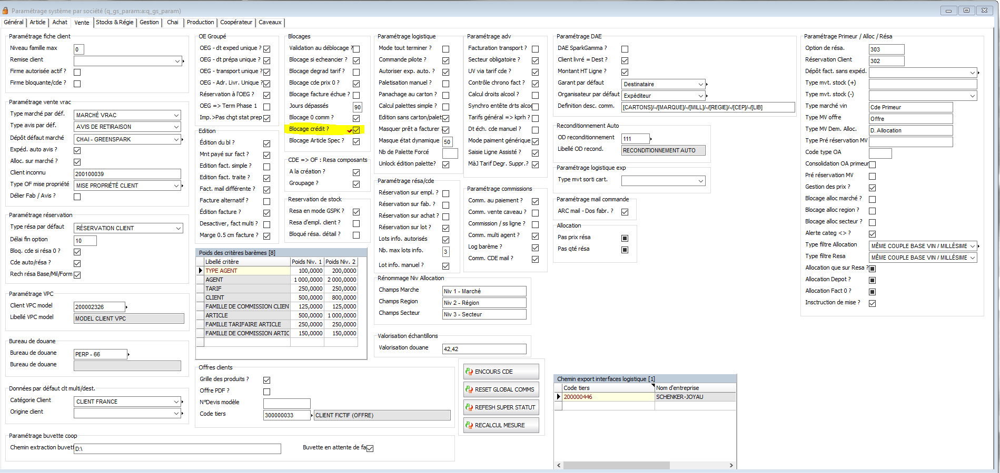 Paramétrage système par société (q_gs_param:a:q_gs_param)
Général Article Achat Vente Stocks & Régie Gestion Chai Production Coopérateur Caveaux
Paramétrage fiche client
Niveau famille max 0
Remise client
Firme autorisée actif ?
Firme bloquante/cde ?
Paramétrage vente vrac
Type marché par déf. MARCHÉ VRAC
Type avis par déf. AVIS DE RETIRAISON
Dépôt défaut marché CHAI - GREENSPARK
Expéd. auto avis ?
Alloc. sur marché ?
Client inconnu 200100039
Type OF mise propriété MISE PROPRIÉTÉ CLIENT
Délier Fab / Avis ?
Paramétrage réservation
Type résa par défaut RÉSERVATION CLIENT
Délai fin option 10
Bloq. cde si résa 0 ?
Cde auto/résa ?
Rech résa Base/Mil/Form
Paramétrage VPC
Client VPC model 200002326
Libellé VPC model MODEL CLIENT VPC
Bureau de douane
Bureau de douane PERP - 66
Bureau de douane
Données par défaut clt multi/dest.
Catégorie Client CLIENT FRANCE
Origine client
Paramétrage buvette coop
Chemin extraction buvett D:\
Buvette en attente de fa
OE Groupé
OEG - dt exped unique ?
OEG - dt prépa unique ?
OEG - transport unique ?
OEG - Adr. Livr. Unique ?
Réservation à l'OEG ?
OEG => Term Phase 1
Imp.>Pas chgt stat prep
Edition
Édition du bl ?
Mnt payé sur fact ?
Edition fact. simple ?
Edition fact. traite ?
Fact. mail différente ?
Facture alternatif ?
Édition facture ?
Desactiver, fact multi ?
Marge 0.5 cm facture ?
Blocages
Validation au déblocage ?
Blocage si echeancier ?
Blocage degrad tarif ?
Blocage cde prix 0 ?
Blocage facture échue ?
Jours dépassés 90
Blocage 0 comm ?
Blocage crédit ?
Blocage Article Spec ?
CDE => OF : Resa composants
A la création ?
Groupage ?
Reservation de stock
Resa en mode GSPK ?
Resa d'empl. client ?
Bloqué résa. détail ?
Poids des critères barèmes [8]
Libellé critère Poids Niv. 1 Poids Niv. 2
TYPE AGENT 100,0000 200,0000
AGENT 1 000,0000 2 000,0000
TARIF 250,0000 250,0000
CLIENT 500,0000 800,0000
FAMILLE DE COMMISSION CLIEN 125,0000 125,0000
ARTICLE 500,0000 1 000,0000
FAMILLE TARIFAIRE ARTICLE 250,0000 250,0000
FAMILLE DE COMMISSION ARTIC 150,0000 150,0000
Offres clients
Grille des produits ?
Offre PDF ?
N°Devis modèle
Code tiers 300000033 CLIENT FICTIF (OFFRE)
Paramétrage logistique
Mode tout terminer ?
Commande pilote ?
Autoriser exp. auto. ?
Paletisation manuel ?
Panachage au carton ?
Calcul palettes simple ?
Edition sans carton/palet
Masquer prêt a facturer
Masque état dynamique 50
Nb de Palette Forcé
Unlock édition palette?
Paramétrage résa/cde
Réservation sur empl. ?
Réservation sur fab. ?
Réservation sur achat ?
Réservation sur lot ?
Lots info. autorisés
Nb. max lots info. 3
Lot info. manuel ?
Rénommage Niv Allocation
Champs Marche Niv 1 - Marché
Champs Region Niv 2 - Région
Champs Secteur Niv 3 - Secteur
Valorisation échantillons
Valorisation douane 42,42
ENCOURS CDE
RESET GLOBAL COMMS
REFESH SUPER STATUT
RECALCUL MESURE
Paramétrage adv
Facturation transport ?
Secteur obligatoire ?
UV via tarif cde ?
Contrôle chrono fact ?
Calcul droits alcool ?
Synchro entête drts alcoo
Tarifs général => kprh ?
Dt éch. cde manuel ?
Mode paiment générique
Saisie Ligne Assisté ?
MàJ Tarif Degr. Suppr.?
Paramétrage commissions
Comm. au paiement ?
Comm. vente caveau ?
Commission / ss ligne ?
Comm. multi agent ?
Log barème ?
Comm. CDE mail ?
Paramétrage DAE
DAE SparkGamma ?
Client livré = Dest ?
Montant HT Ligne ?
Garant par défaut Destinataire
Organisateur par défaut Expéditeur
Definition desc. comm. [CARTONS]/-/[MARQUE]/-/[MILL]/-/[REGIE]/-/[CEP]/-/[LIB]
Reconditionnement Auto
OD reconditionnement 111
Libellé OD recond. RECONDITIONNEMENT AUTO
Paramétrage logistique exp
Type mvt sorti cart.
Paramétrage mail commande
ARC mail - Dos fabr. ?
Allocation
Pas prix résa
Pas qté résa
Chemin export interfaces logistique [1]
Code tiers Nom d'entreprise
200000446 SCHENKER-JOYAU
Paramétrage Primeur / Alloc / Résa
Option de résa. 303
Réservation Client 302
Dépôt fact. sans expéd.
Type mvt. stock (+)
Type mvt. stock (-)
Type marché vin Cde Primeur
Type MV offre Offre
Type MV Dem. Alloc. D. Allocation
Type Pré réservation MV
Code type OA
Consolidation OA primeur
Pré réservation MV
Gestion des prix ?
Blocage alloc marché ?
Blocage alloc region ?
Blocage alloc secteur ?
Alerte categ <> ?
Type filtre Allocation MÊME COUPLE BASE VIN / MILLÉSIME
Type filtre Resa MÊME COUPLE BASE VIN / MILLÉSIME
Allocation que sur Resa ?
Allocation Depot ?
Allocation Fact 0 ?
Insctruction de mise ?